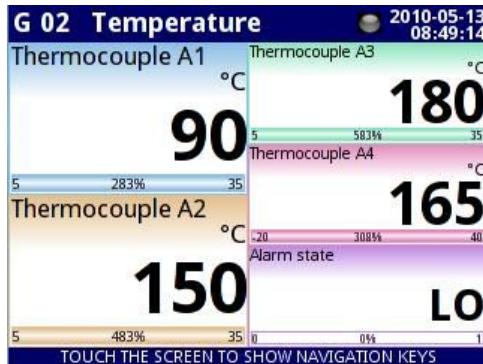 G 02 Temperature
2010-05-13
08:49:14
Thermocouple A1
°C
90
5 283% 35
Thermocouple A2
°C
150
5 483% 35
Thermocouple A3
°C
180
5 583% 35
Thermocouple A4
°C
165
-20 308% 40
Alarm state
LO
0 0% 1
TOUCH THE SCREEN TO SHOW NAVIGATION KEYS